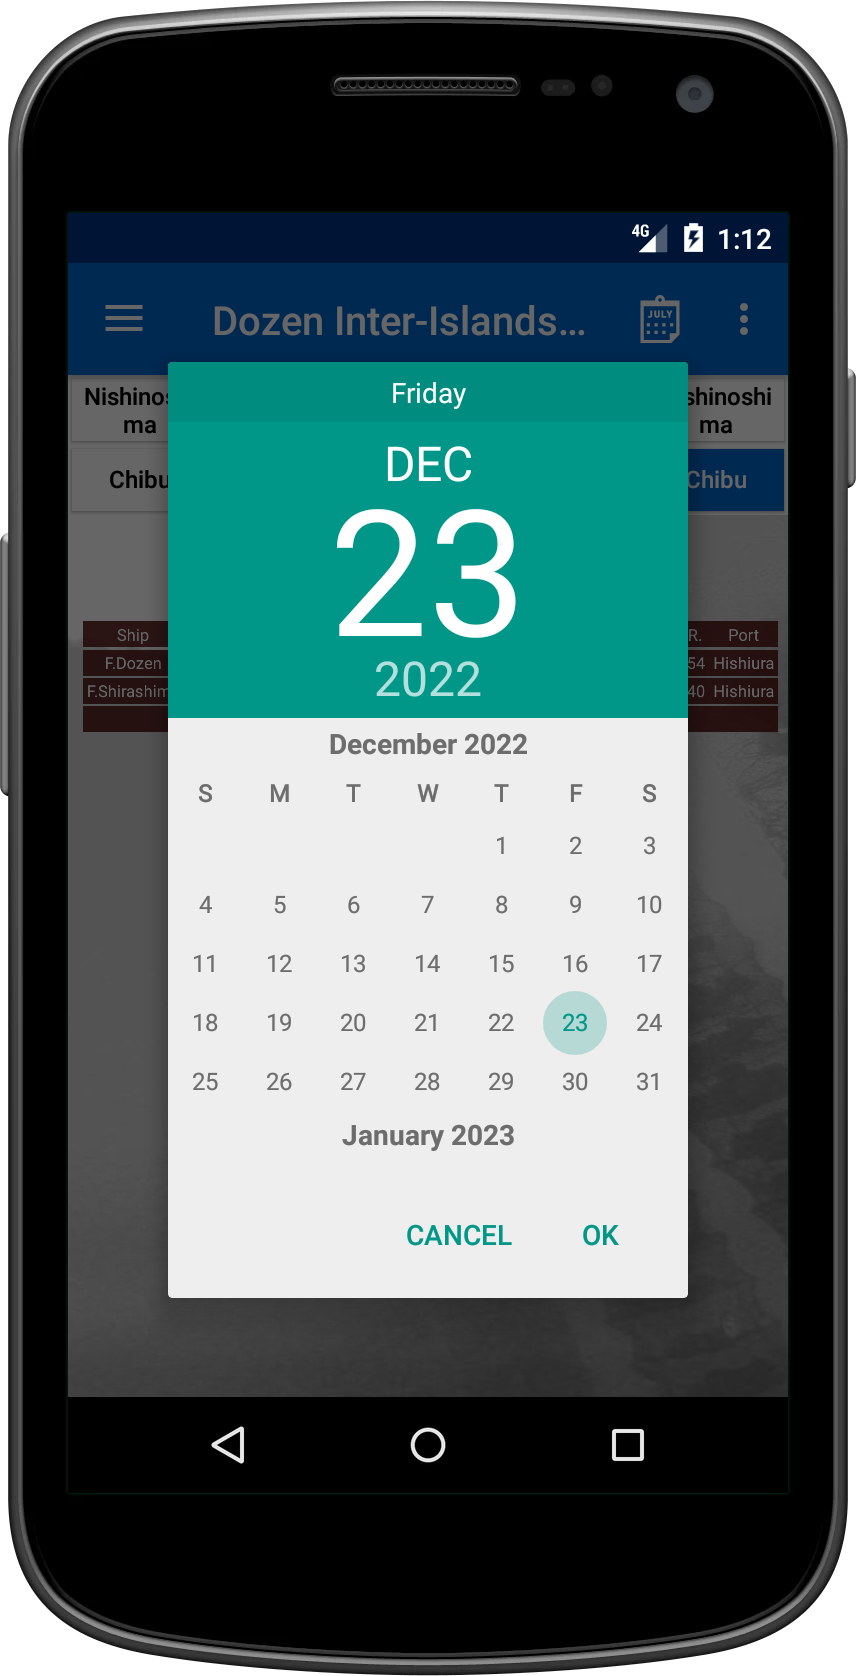 4G 1:12
Dozen Inter-Islands...
JULY
Nishinos
ma
shinoshi
ma
Chibu
Chibu
Ship
R. Port
F.Dozen
54 Hishiura
F.Shirashim
40 Hishiura
Friday
DEC
23
2022
December 2022
S M T W T F S
1 2 3
4 5 6 7 8 9 10
11 12 13 14 15 16 17
18 19 20 21 22 23 24
25 26 27 28 29 30 31
January 2023
CANCEL OK